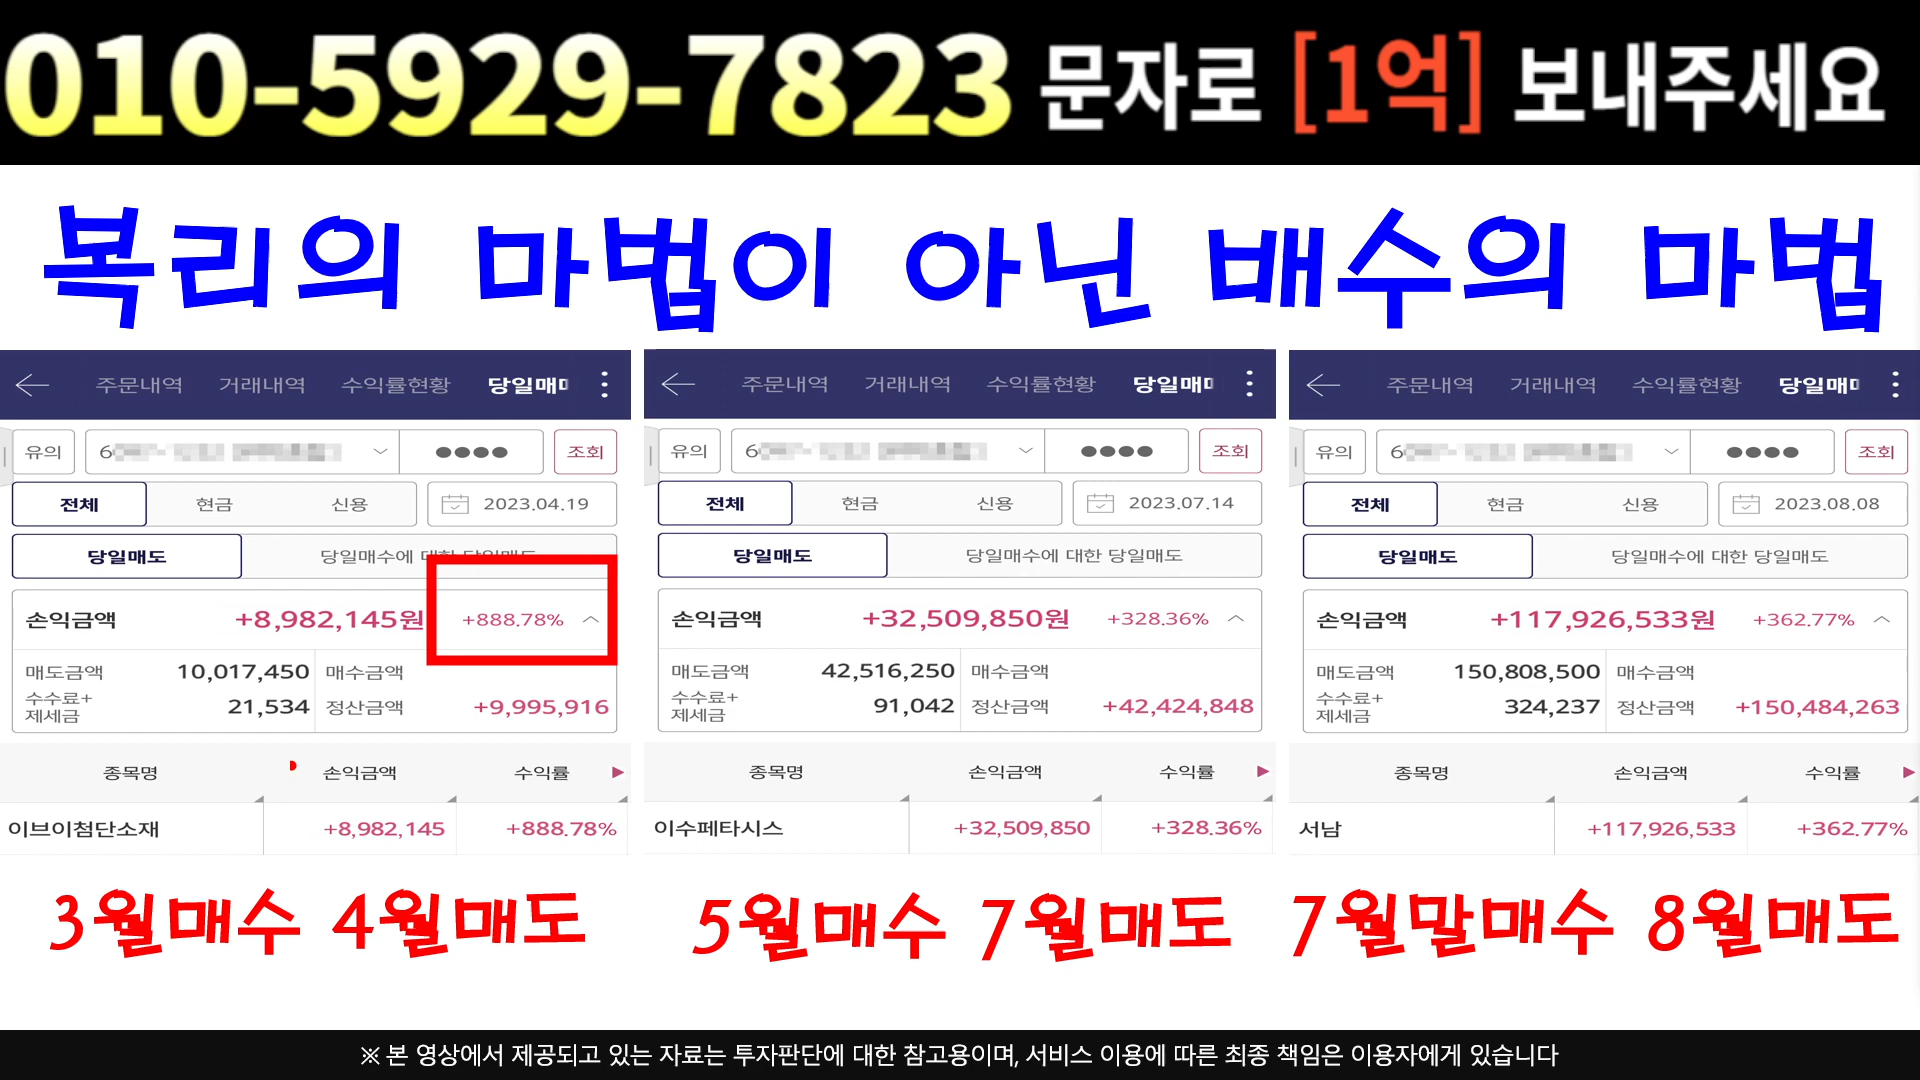 010-5929-7823 문자로 [1억] 보내주세요
복리의 마법이 아닌 배수의 마법
주문내역 거래내역 수익률현황 당일매
유의 6 ●●●● 조회
전체 현금 신용 2023.04.19
당일매도 당일매수에 대한 당일매도
손익금액 +8,982,145원 +888.78%
매도금액 10,017,450 매수금액
수수료+
제세금 21,534 정산금액 +9,995,916
종목명 손익금액 수익률
이브이첨단소재 +8,982,145 +888.78%
3월매수 4월매도
주문내역 거래내역 수익률현황 당일매
유의 6 ●●●● 조회
전체 현금 신용 2023.07.14
당일매도 당일매수에 대한 당일매도
손익금액 +32,509,850원 +328.36%
매도금액 42,516,250 매수금액
수수료+
제세금 91,042 정산금액 +42,424,848
종목명 손익금액 수익률
이수페타시스 +32,509,850 +328.36%
5월매수 7월매도
주문내역 거래내역 수익률현황 당일매
유의 6 ●●●● 조회
전체 현금 신용 2023.08.08
당일매도 당일매수에 대한 당일매도
손익금액 +117,926,533원 +362.77%
매도금액 150,808,500 매수금액
수수료+
제세금 324,237 정산금액 +150,484,263
종목명 손익금액 수익률
서남 +117,926,533 +362.77%
7월말매수 8월매도
※ 본 영상에서 제공되고 있는 자료는 투자판단에 대한 참고용이며, 서비스 이용에 따른 최종 책임은 이용자에게 있습니다